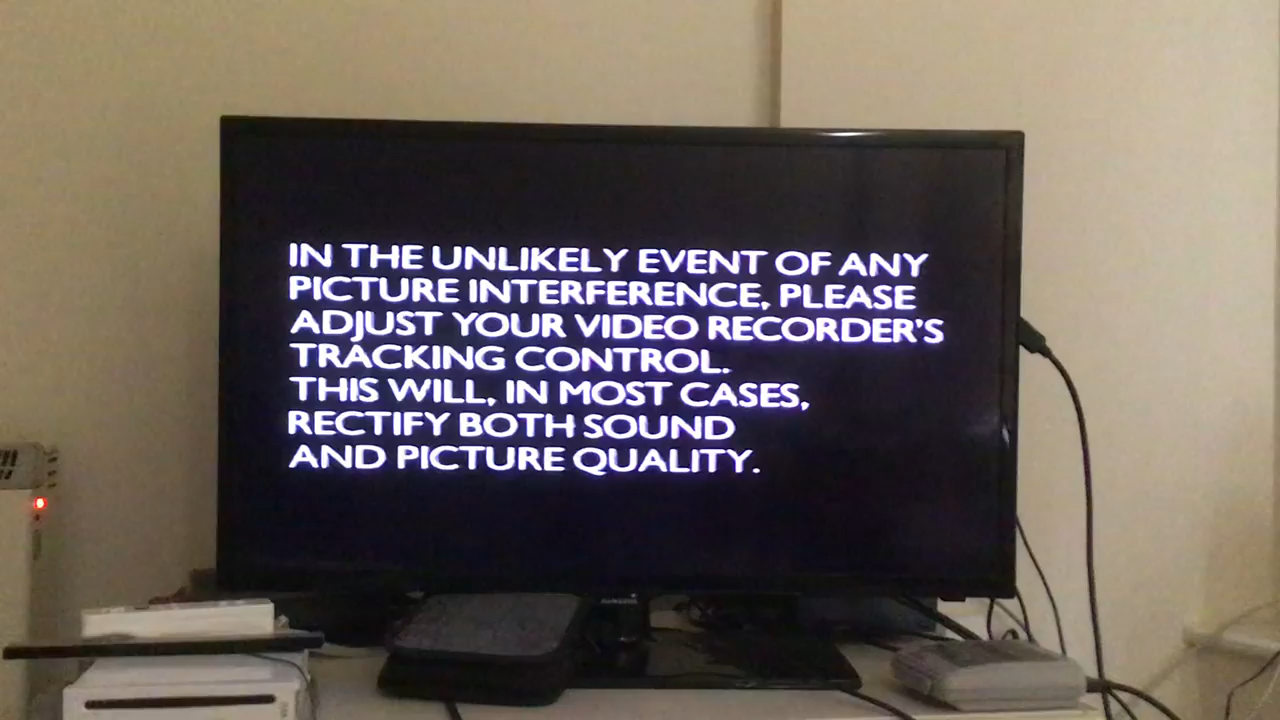 IN THE UNLIKELY EVENT OF ANY
PICTURE INTERFERENCE, PLEASE
ADJUST YOUR VIDEO RECORDER'S
TRACKING CONTROL.
THIS WILL, IN MOST CASES,
RECTIFY BOTH SOUND
AND PICTURE QUALITY.